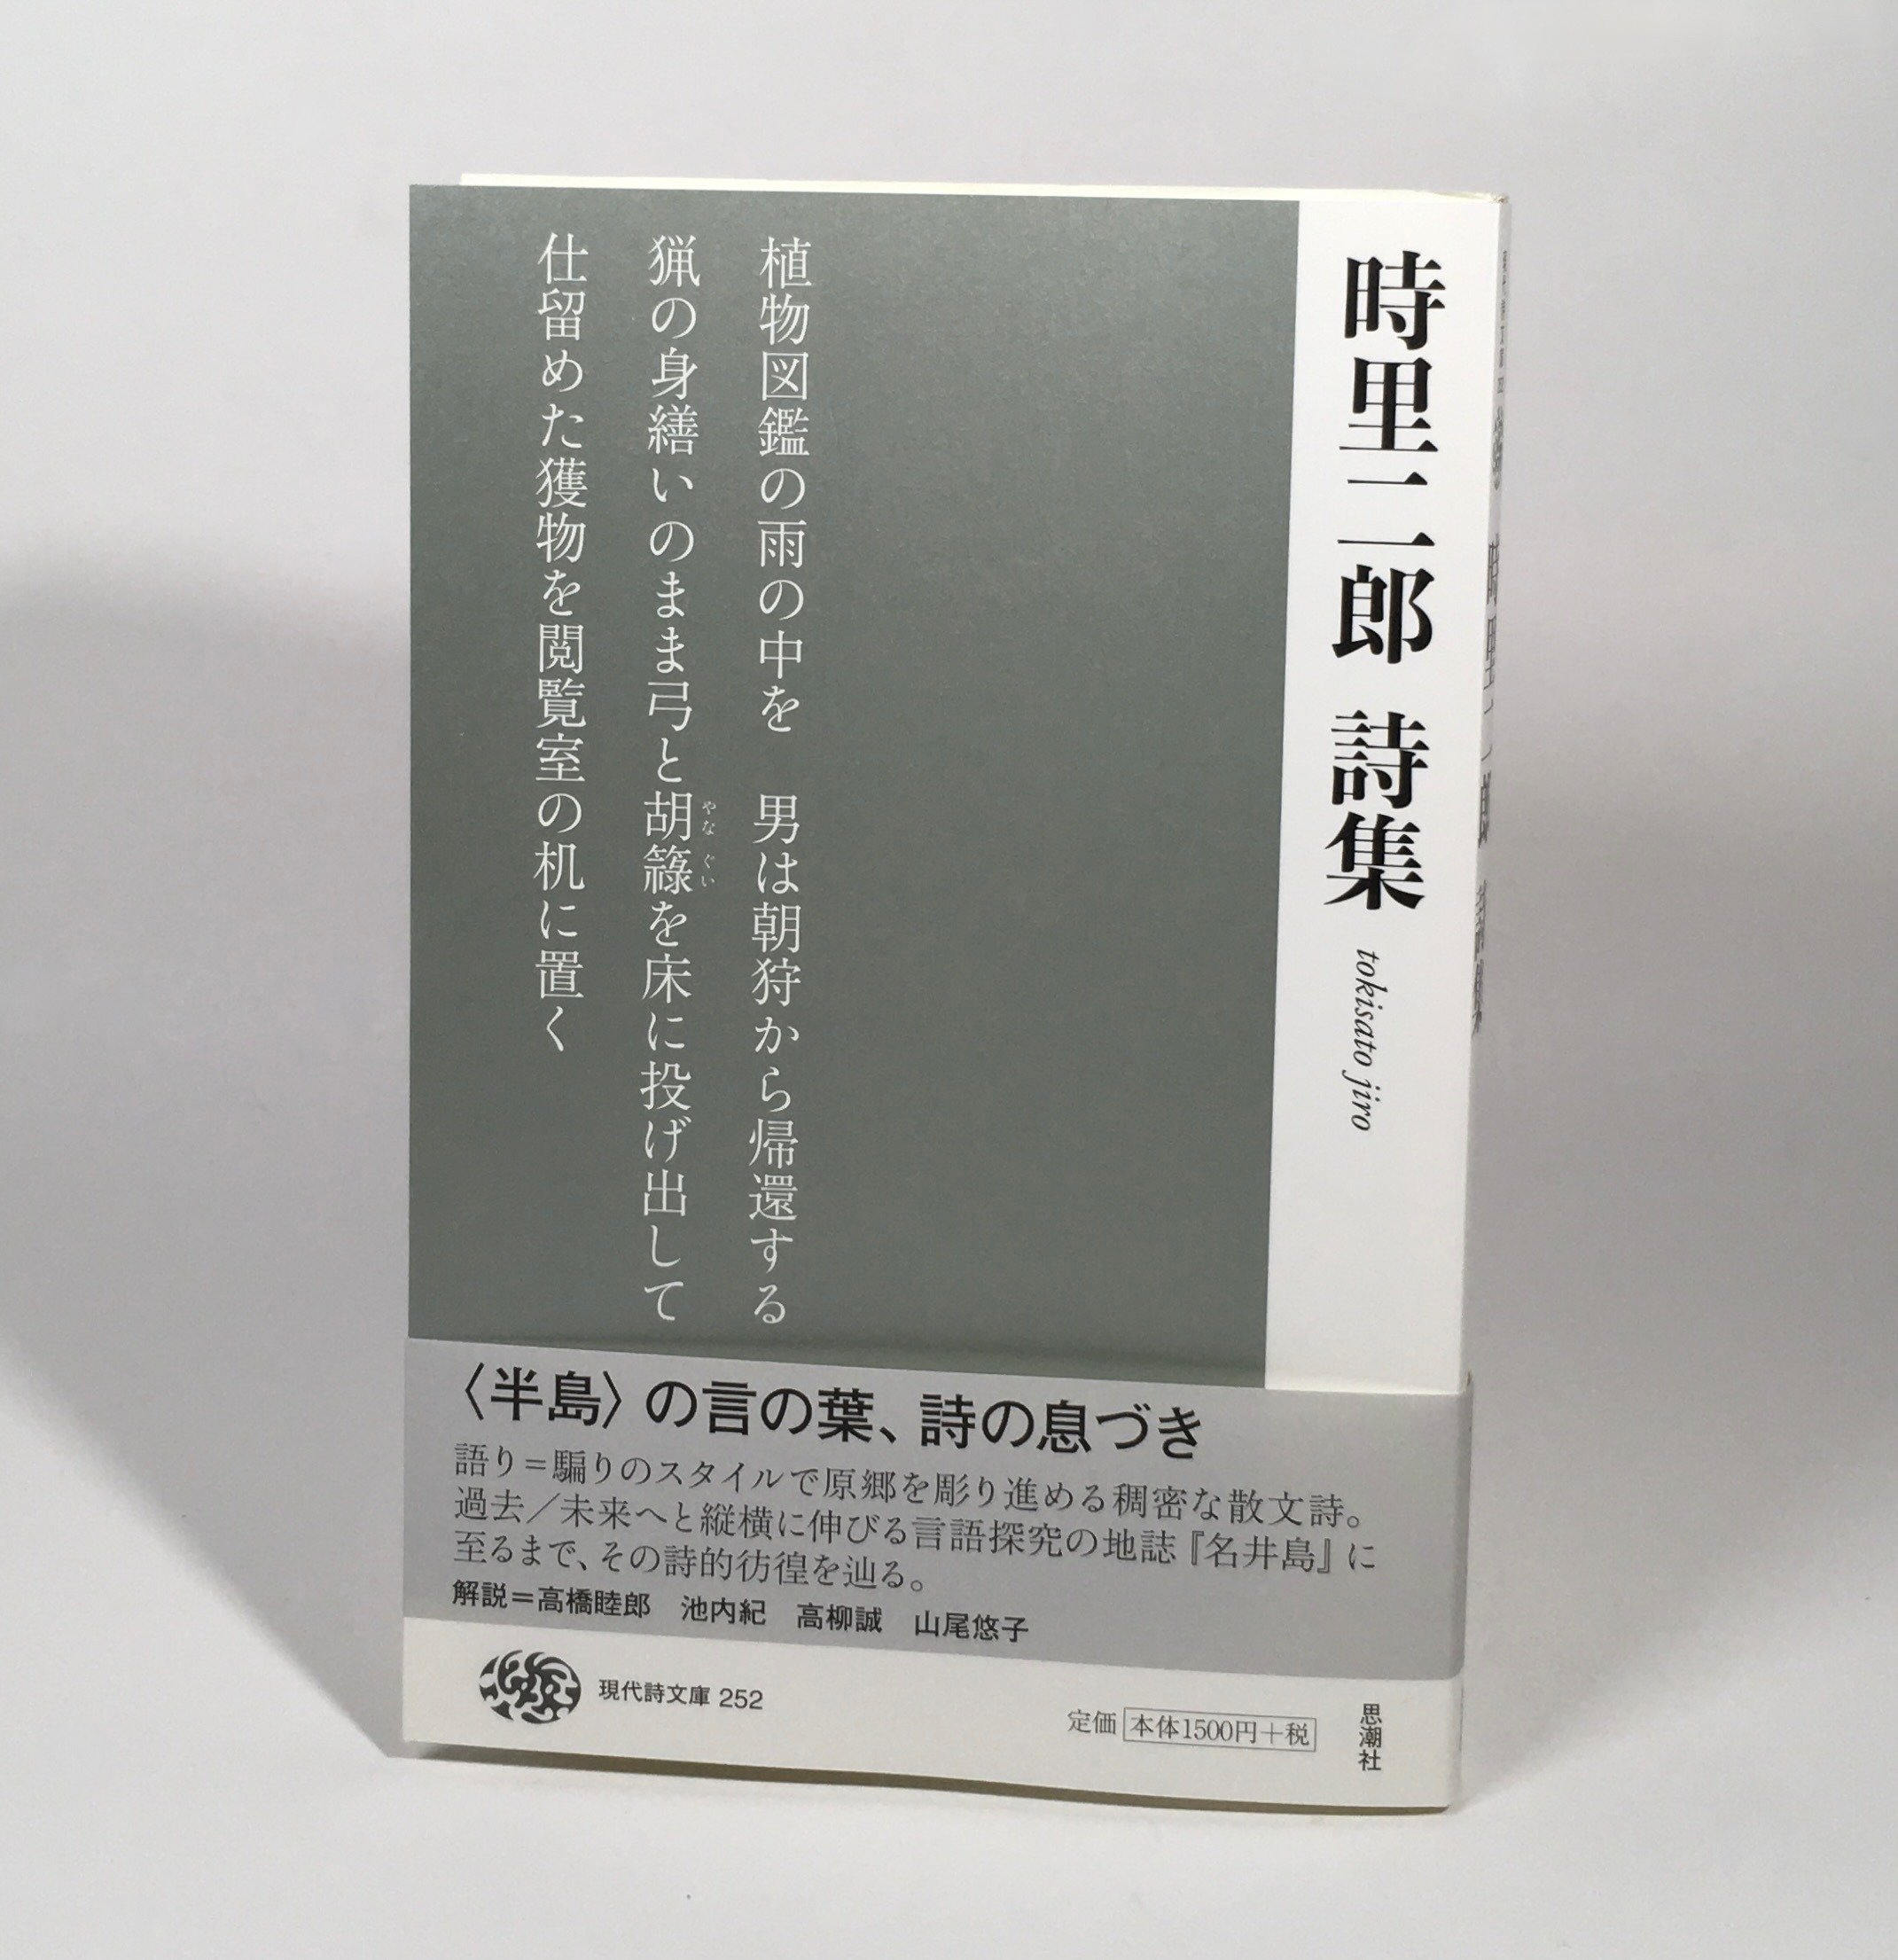 時里二郎 詩集
tokisato jiro
植物図鑑の雨の中を　男は朝狩から帰還する
猟の身繕いのまま弓と胡簶を床に投げ出して
やなぐい
仕留めた獲物を閲覧室の机に置く
〈半島〉の言の葉、詩の息づき
語り＝騙りのスタイルで原郷を彫り進める稠密な散文詩。
過去／未来へと縦横に伸びる言語探究の地誌『名井島』に
至るまで、その詩的彷徨を辿る。
解説＝高橋睦郎　池内紀　高柳誠　山尾悠子
現代詩文庫 252
定価 本体1500円＋税
思潮社
時里二郎 詩集